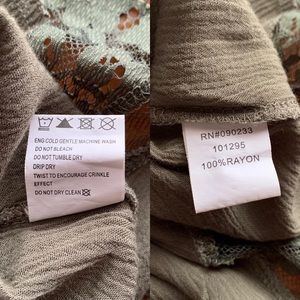 ENG COLD GENTLE MACHINE WASH
DO NOT BLEACH
DO NOT TUMBLE DRY
DRIP DRY
TWIST TO ENCOURAGE CRINKLE
EFFECT
DO NOT DRY CLEAN
RN#090233
101295
100%RAYON